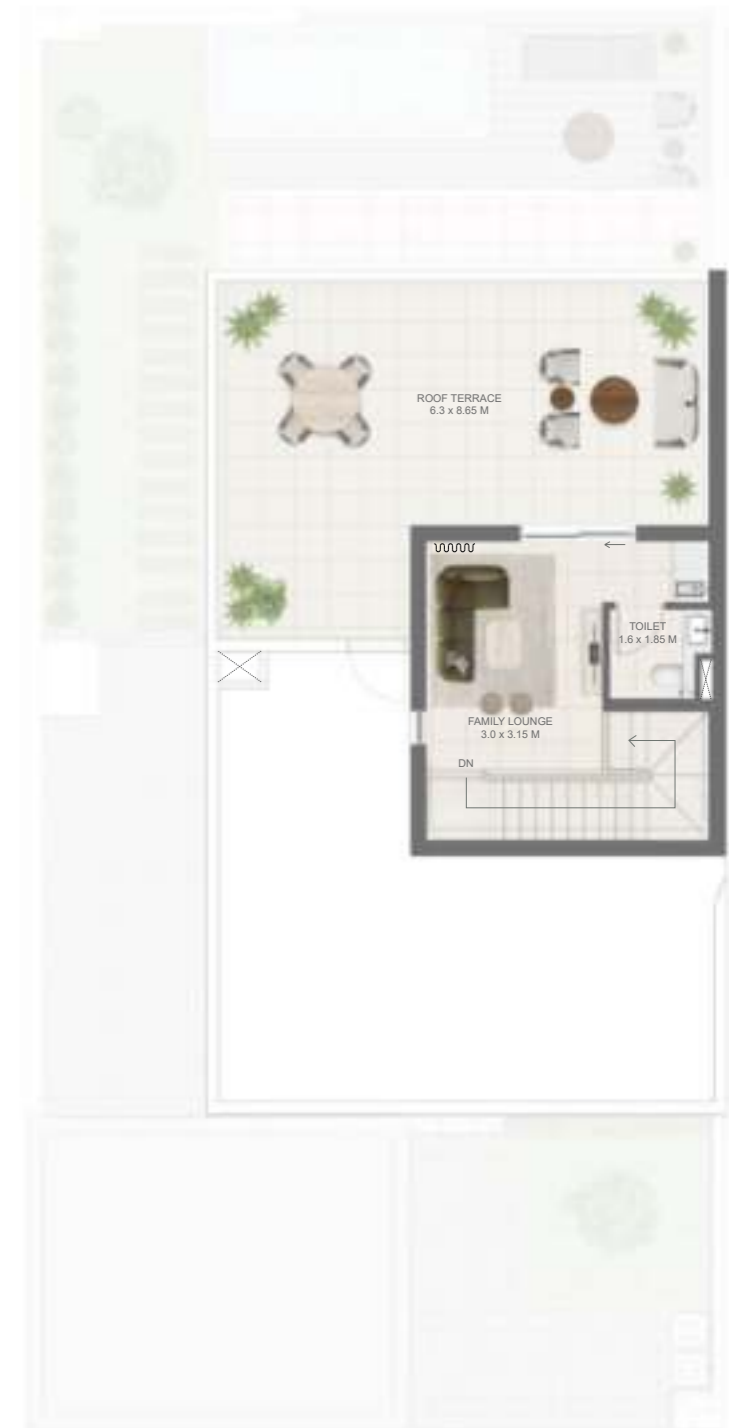 ROOF TERRACE
6.3 x 8.65 M
TOILET
1.6 x 1.85 M
FAMILY LOUNGE
3.0 x 3.15 M
DN